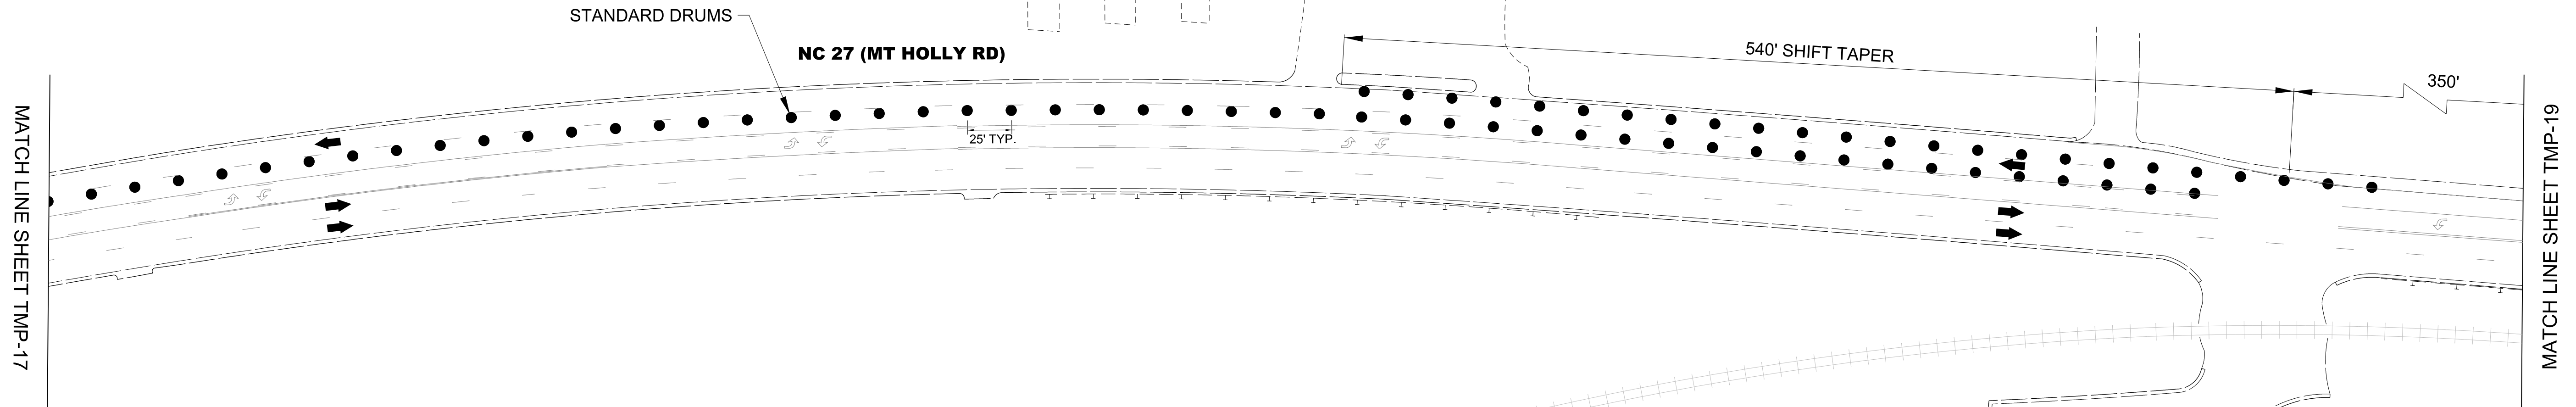 STANDARD DRUMS
NC 27 (MT HOLLY RD)
540' SHIFT TAPER
350'
25' TYP.
MATCH LINE SHEET TMP-17
MATCH LINE SHEET TMP-19